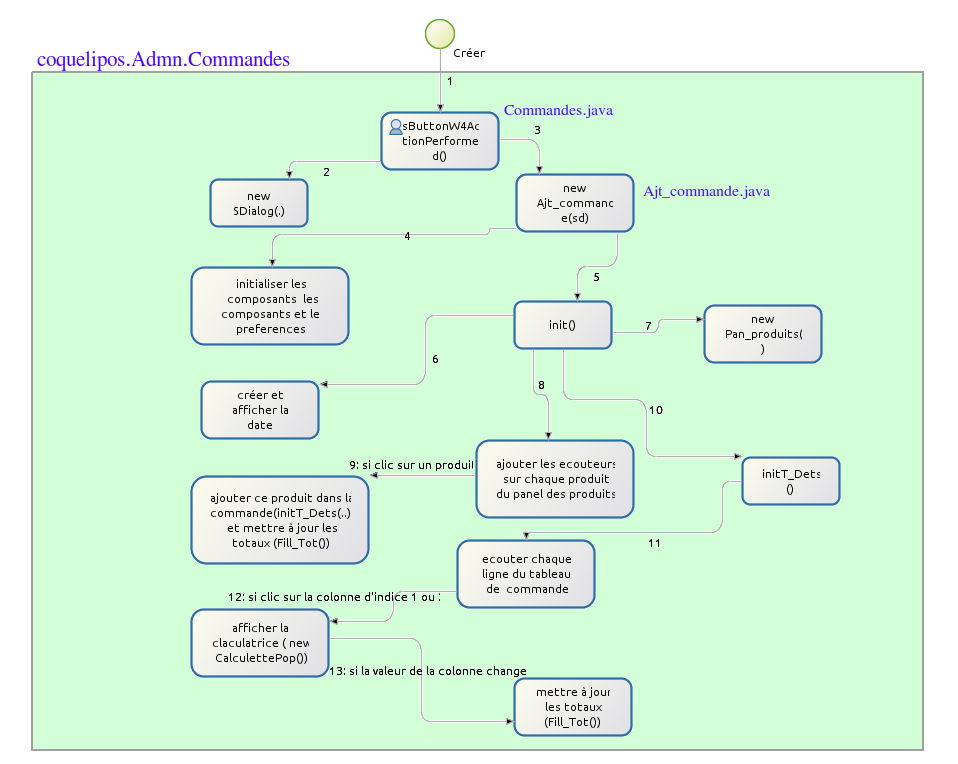 Créer
coquelipos.Admn.Commandes
1
Commandes.java
sButtonW4Ac
tionPerforme
d()
3
2
new
SDialog(.)
new
Ajt_commanc
e(sd)
Ajt_commande.java
4
5
initialiser les
composants les
composants et le
preferences
init()
7
new
Pan_produits(
)
6
8
créer et
afficher la
date
10
9: si clic sur un produit
ajouter les ecouteurs
sur chaque produit
du panel des produits
initT_Dets
()
ajouter ce produit dans la
commande(initT_Dets(..)
et mettre à jour les
totaux (Fill_Tot())
11
ecouter chaque
ligne du tableau
de commande
12: si clic sur la colonne d'indice 1 ou
afficher la
claculatrice ( new
CalculettePop())
13: si la valeur de la colonne change
mettre à jour
les totaux
(Fill_Tot())